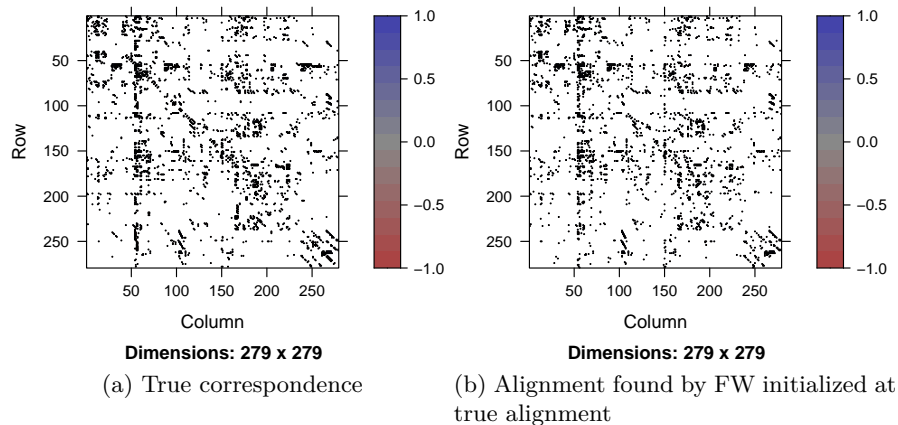 1.0
50
0.5
100
Row
0.0
150
200
−0.5
250
−1.0
50 100 150 200 250
Column
Dimensions: 279 x 279
(a) True correspondence
1.0
50
0.5
100
Row
0.0
150
200
−0.5
250
−1.0
50 100 150 200 250
Column
Dimensions: 279 x 279
(b) Alignment found by FW initialized at
true alignment